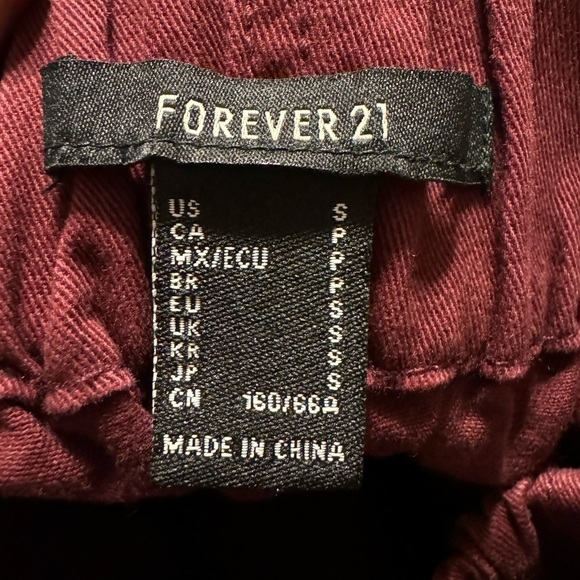 FOREVER 21
US S
CA P
MX/ECU P
BR P
EU S
UK S
KR S
JP S
CN 160/66A
MADE IN CHINA